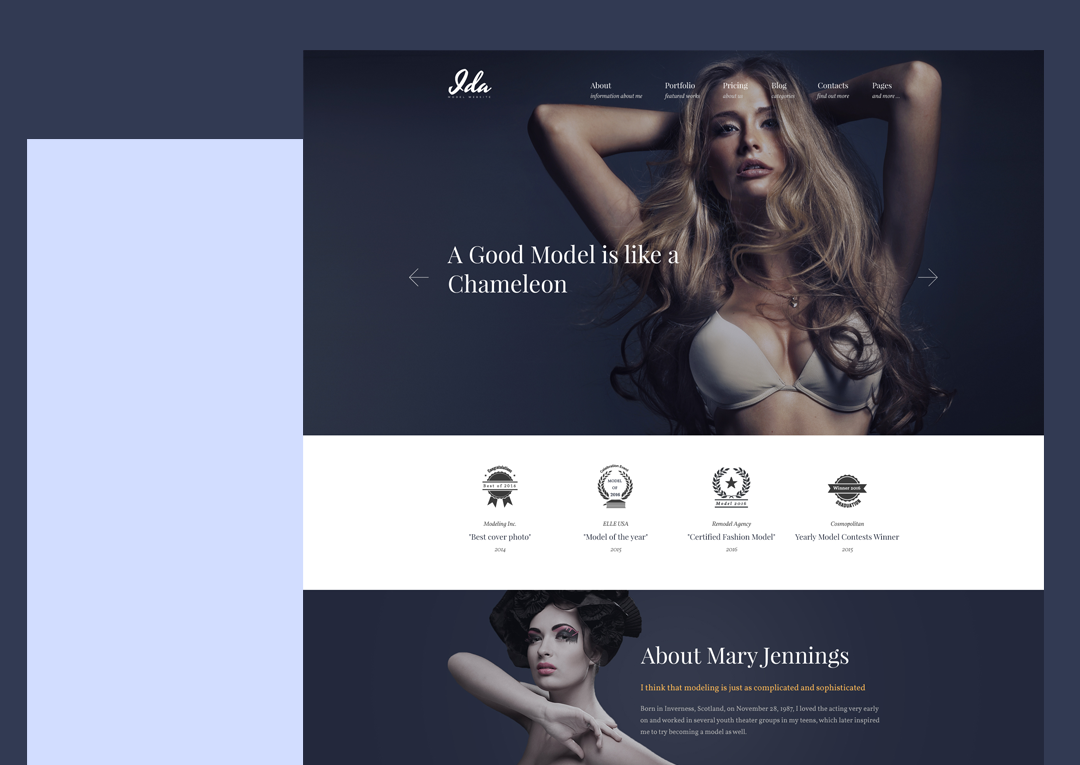 Ida
MODEL WEBSITE
About Portfolio Pricing Blog Contacts Pages
information about me featured works about us categories find out more and more ...
A Good Model is like a
Chameleon
Congratulations
Best of 2014
MODEL
OF
2016
Model 2016
Winner 2016
GRADUATION
Modeling Inc. ELLE USA Remodel Agency Cosmopolitan
"Best cover photo" "Model of the year" "Certified Fashion Model" Yearly Model Contests Winner
2014 2015 2016 2015
About Mary Jennings
I think that modeling is just as complicated and sophisticated
Born in Inverness, Scotland, on November 28, 1987, I loved the acting very early
on and worked in several youth theater groups in my teens, which later inspired
me to try becoming a model as well.